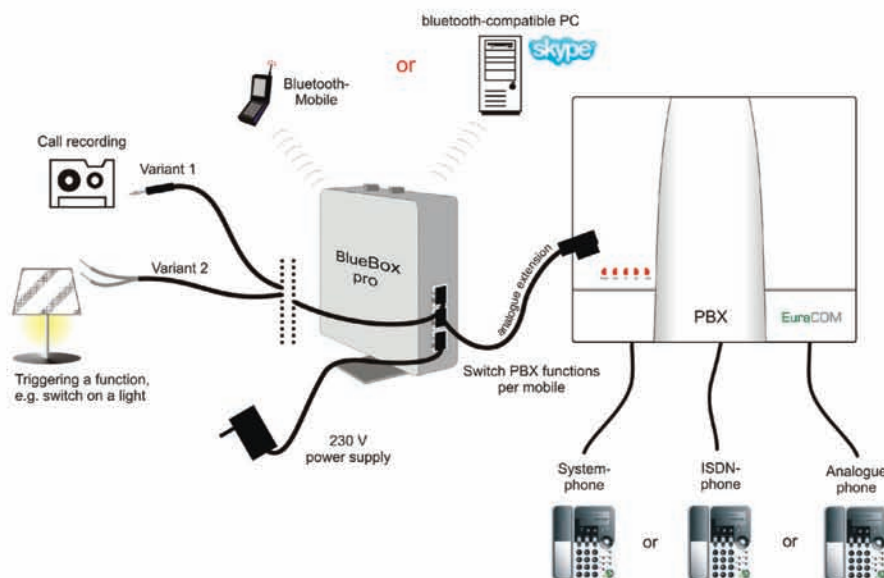 bluetooth-compatible PC
skype
or
Bluetooth-
Mobile
Call recording
Variant 1
BlueBox
pro
Variant 2
analogue extension
PBX
EuraCOM
Triggering a function,
e.g. switch on a light
Switch PBX functions
per mobile
230 V
power supply
System-
phone
ISDN-
phone
Analogue
phone
or
or